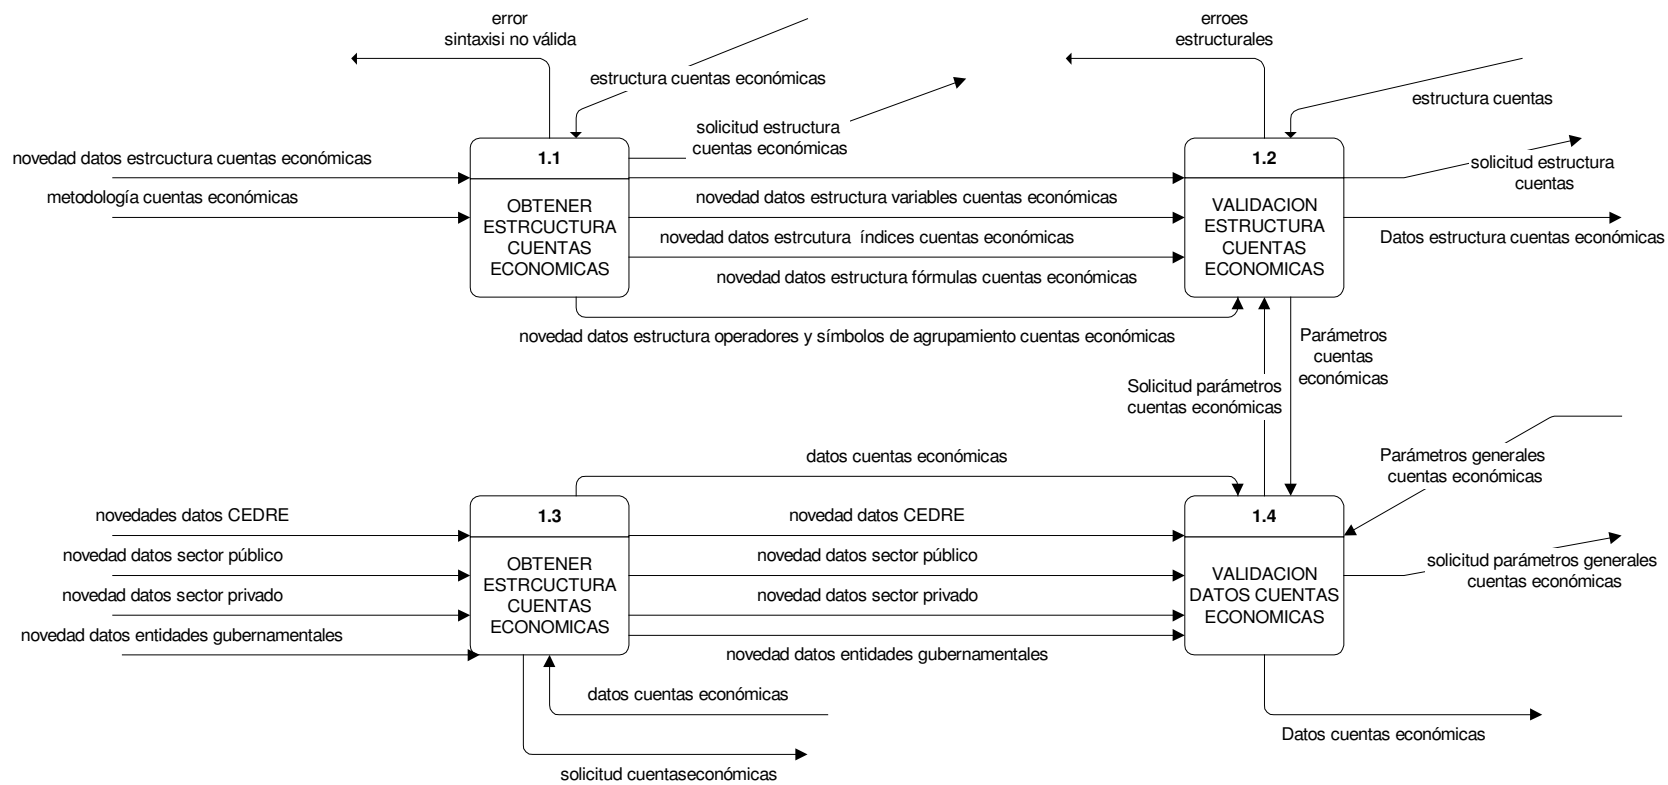 error
sintaxisi no válida
erroes
estructurales
estructura cuentas económicas
estructura cuentas
solicitud estructura
cuentas económicas
novedad datos estrcuctura cuentas económicas
1.1
1.2
solicitud estructura
cuentas
metodología cuentas económicas
OBTENER
ESTRCUCTURA
CUENTAS
ECONOMICAS
novedad datos estructura variables cuentas económicas
VALIDACION
ESTRUCTURA
CUENTAS
ECONOMICAS
novedad datos estrcutura  índices cuentas económicas
Datos estructura cuentas económicas
novedad datos estructura fórmulas cuentas económicas
novedad datos estructura operadores y símbolos de agrupamiento cuentas económicas
Parámetros
cuentas
económicas
Solicitud parámetros
cuentas económicas
datos cuentas económicas
Parámetros generales
cuentas económicas
novedades datos CEDRE
1.3
novedad datos CEDRE
1.4
novedad datos sector público
OBTENER
ESTRCUCTURA
CUENTAS
ECONOMICAS
novedad datos sector público
VALIDACION
DATOS CUENTAS
ECONOMICAS
solicitud parámetros generales
cuentas económicas
novedad datos sector privado
novedad datos sector privado
novedad datos entidades gubernamentales
novedad datos entidades gubernamentales
datos cuentas económicas
Datos cuentas económicas
solicitud cuentaseconómicas